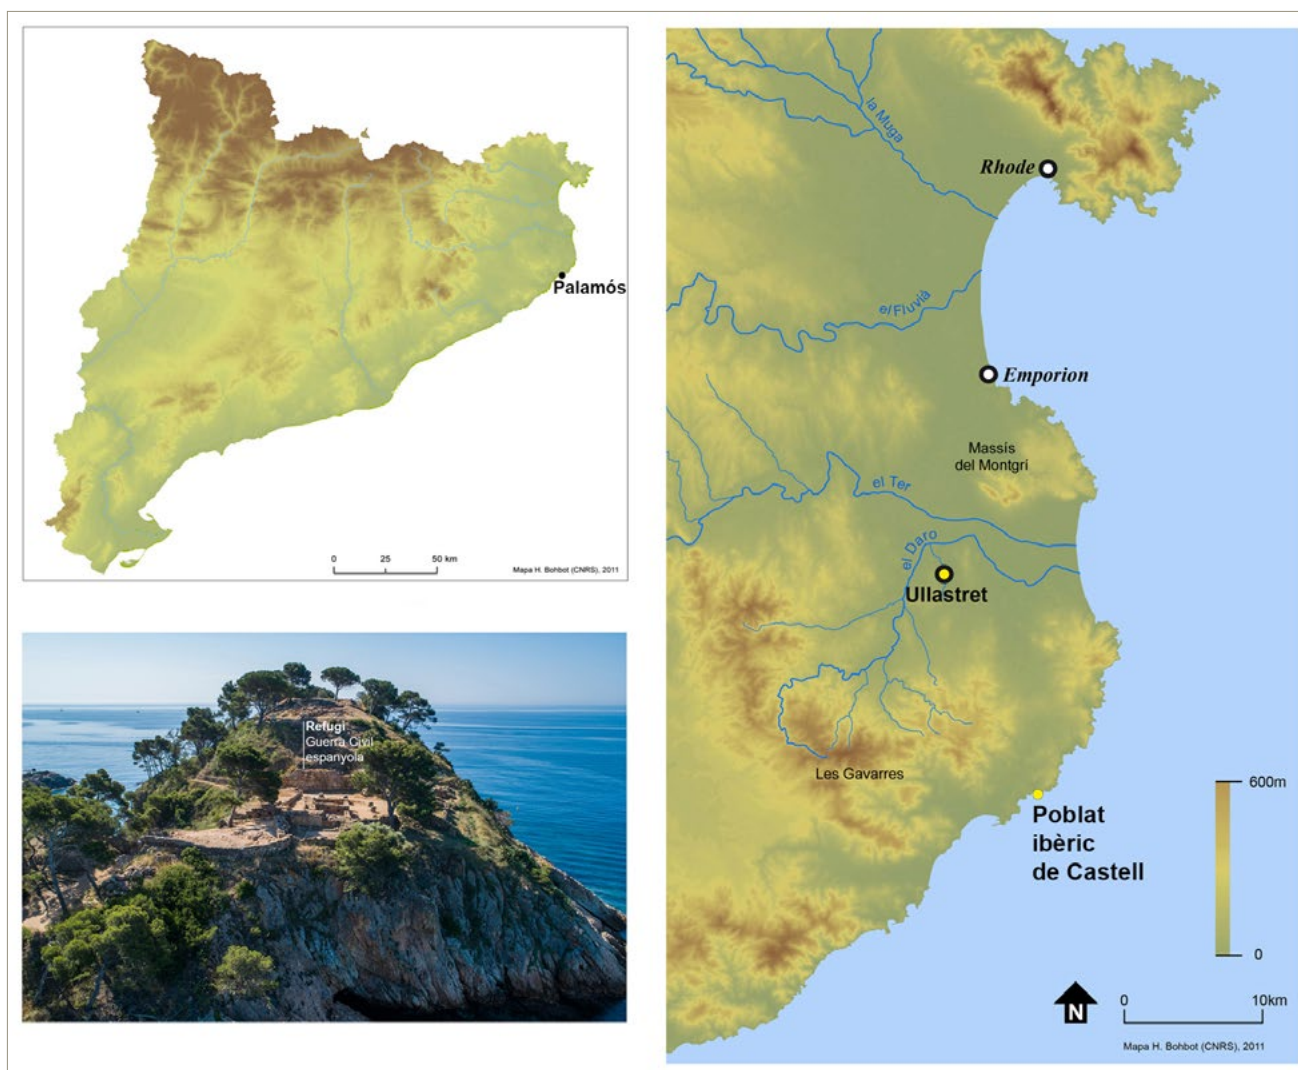 Palamós
0 25 50 km
Mapa H. Bohbot (CNRS), 2011
Refugi
Guerra Civil
espanyola
la Muga
Rhode
el Fluvià
Emporion
Massís
del Montgrí
el Ter
el Daro
Ullastret
Les Gavarres
Poblat
ibèric
de Castell
600m
0
N
0 10km
Mapa H. Bohbot (CNRS), 2011